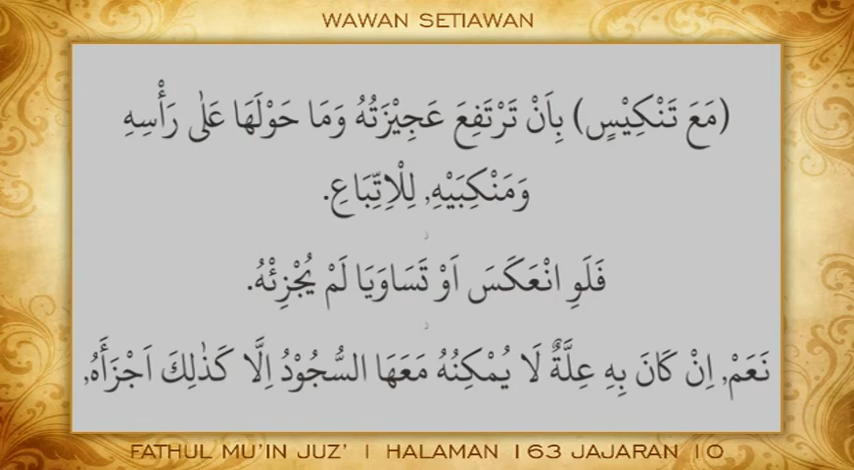 WAWAN SETIAWAN
(مَعَ تَنْكِيْسٍ) بِاَنْ تَرْتَفِعَ عَجِيْزَتُهُ وَمَا حَوْلَهَا عَلٰى رَأْسِهِ
وَمَنْكِبَيْهِ, لِلْاِتِّبَاعِ.
فَلَوِ انْعَكَسَ اَوْ تَسَاوَيَا لَمْ يُجْزِئْهُ.
نَعَمْ, اِنْ كَانَ بِهِ عِلَّةٌ لَا يُمْكِنُهُ مَعَهَا السُّجُوْدُ اِلَّا كَذٰلِكَ اَجْزَأَهُ,
FATHUL MU'IN JUZ' 1 HALAMAN 163 JAJARAN 10